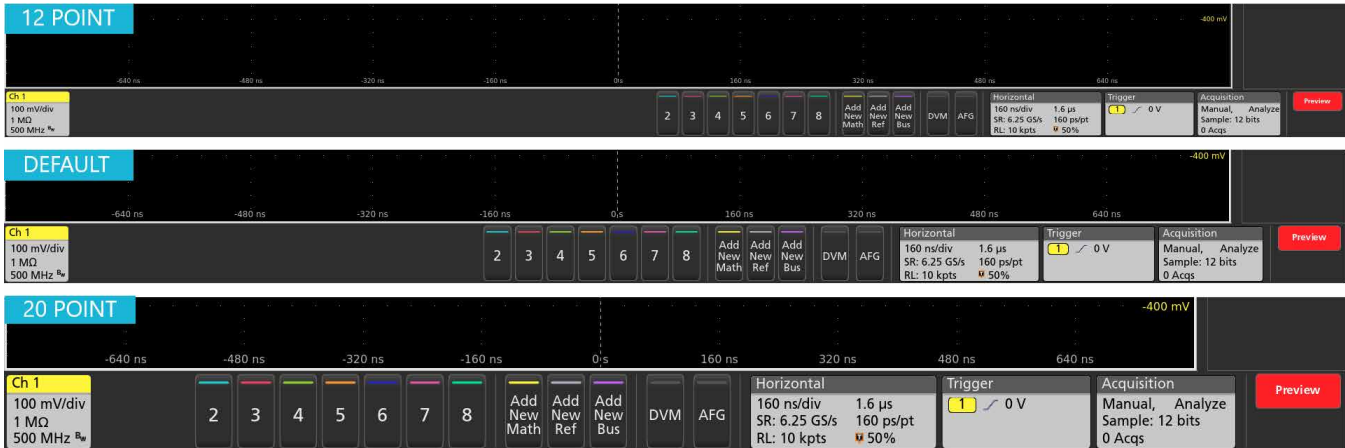 12 POINT
-400 mV
-640 ns -480 ns -320 ns -160 ns 0 s 160 ns 320 ns 480 ns 640 ns
Ch 1
100 mV/div
1 MΩ
500 MHz Bw
2 3 4 5 6 7 8
Add New Math
Add New Ref
Add New Bus
DVM
AFG
Horizontal
160 ns/div 1.6 µs
SR: 6.25 GS/s 160 ps/pt
RL: 10 kpts 50%
Trigger
1 0 V
Acquisition
Manual, Analyze
Sample: 12 bits
0 Acqs
Preview
DEFAULT
-400 mV
-640 ns -480 ns -320 ns -160 ns 0 s 160 ns 320 ns 480 ns 640 ns
Ch 1
100 mV/div
1 MΩ
500 MHz Bw
2 3 4 5 6 7 8
Add New Math
Add New Ref
Add New Bus
DVM
AFG
Horizontal
160 ns/div 1.6 µs
SR: 6.25 GS/s 160 ps/pt
RL: 10 kpts 50%
Trigger
1 0 V
Acquisition
Manual, Analyze
Sample: 12 bits
0 Acqs
Preview
20 POINT
-400 mV
-640 ns -480 ns -320 ns -160 ns 0 s 160 ns 320 ns 480 ns 640 ns
Ch 1
100 mV/div
1 MΩ
500 MHz Bw
2 3 4 5 6 7 8
Add New Math
Add New Ref
Add New Bus
DVM
AFG
Horizontal
160 ns/div 1.6 µs
SR: 6.25 GS/s 160 ps/pt
RL: 10 kpts 50%
Trigger
1 0 V
Acquisition
Manual, Analyze
Sample: 12 bits
0 Acqs
Preview